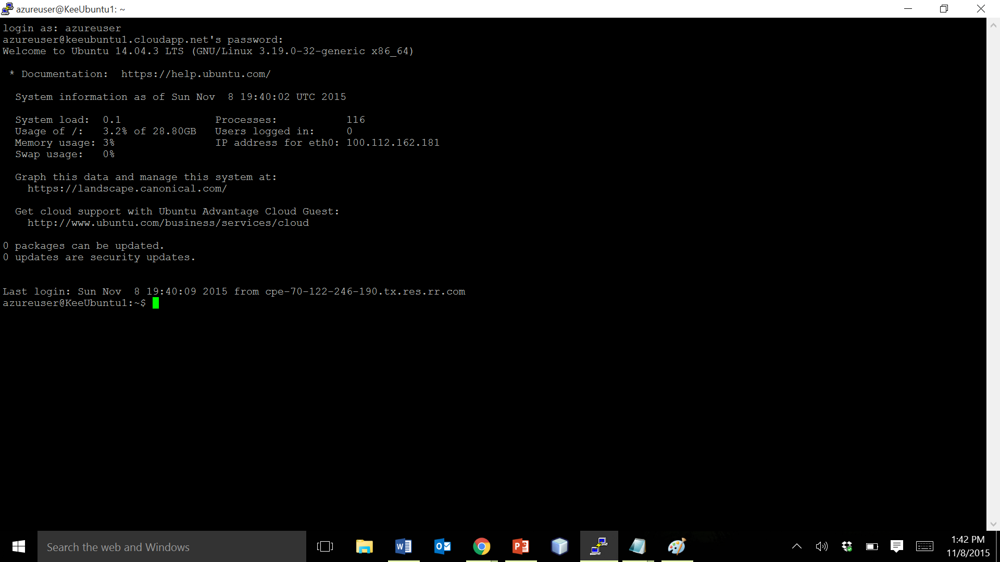 azureuser@KeeUbuntu1: ~
login as: azureuser
azureuser@keeubuntu1.cloudapp.net's password:
Welcome to Ubuntu 14.04.3 LTS (GNU/Linux 3.19.0-32-generic x86_64)
* Documentation:  https://help.ubuntu.com/
System information as of Sun Nov  8 19:40:02 UTC 2015
System load:  0.1               Processes:           116
Usage of /:   3.2% of 28.80GB   Users logged in:     0
Memory usage: 3%                IP address for eth0: 100.112.162.181
Swap usage:   0%
Graph this data and manage this system at:
https://landscape.canonical.com/
Get cloud support with Ubuntu Advantage Cloud Guest:
http://www.ubuntu.com/business/services/cloud
0 packages can be updated.
0 updates are security updates.
Last login: Sun Nov  8 19:40:09 2015 from cpe-70-122-246-190.tx.res.rr.com
azureuser@KeeUbuntu1:~$
Search the web and Windows
1:42 PM
11/8/2015